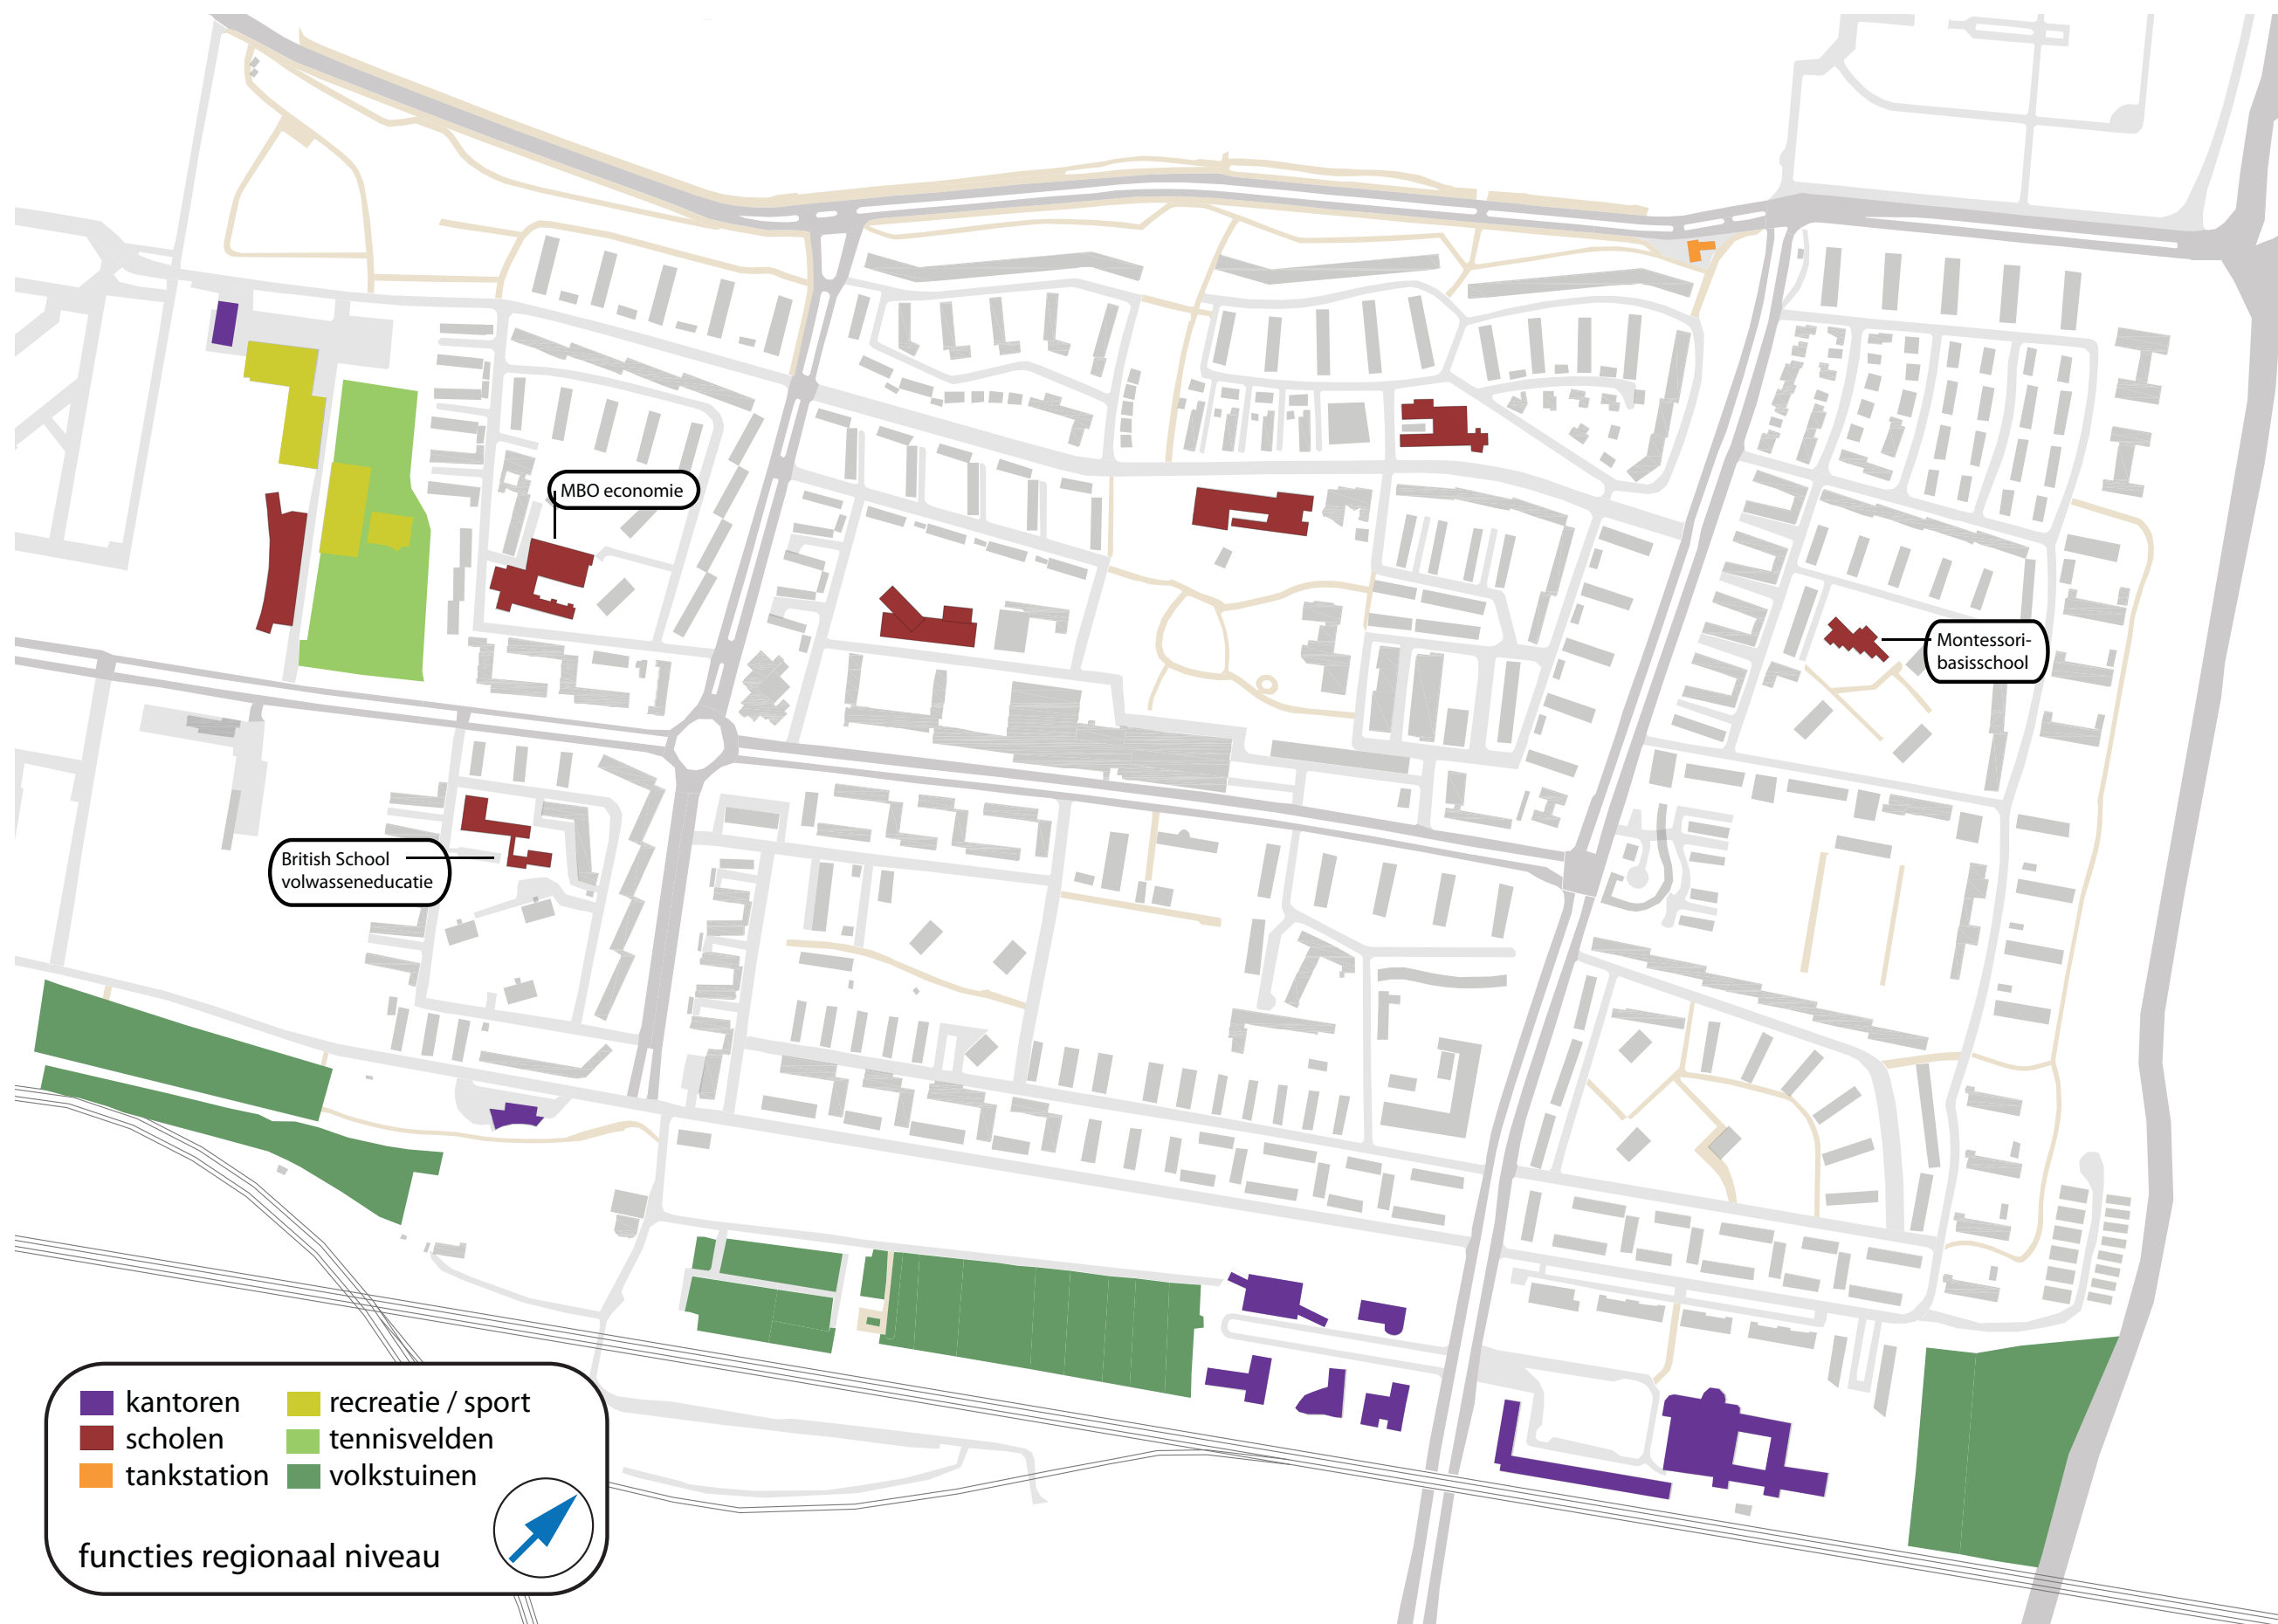 MBO economie
Montessori-
basisschool
British School
volwasseneducatie
kantoren
recreatie / sport
scholen
tennisvelden
tankstation
volkstuinen
functies regionaal niveau